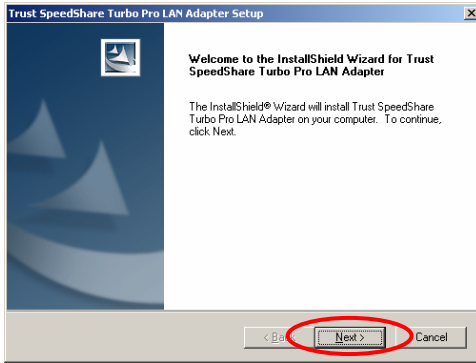 Trust SpeedShare Turbo Pro LAN Adapter Setup
Welcome to the InstallShield Wizard for Trust
SpeedShare Turbo Pro LAN Adapter
The InstallShield® Wizard will install Trust SpeedShare
Turbo Pro LAN Adapter on your computer. To continue,
click Next.
Next > Cancel